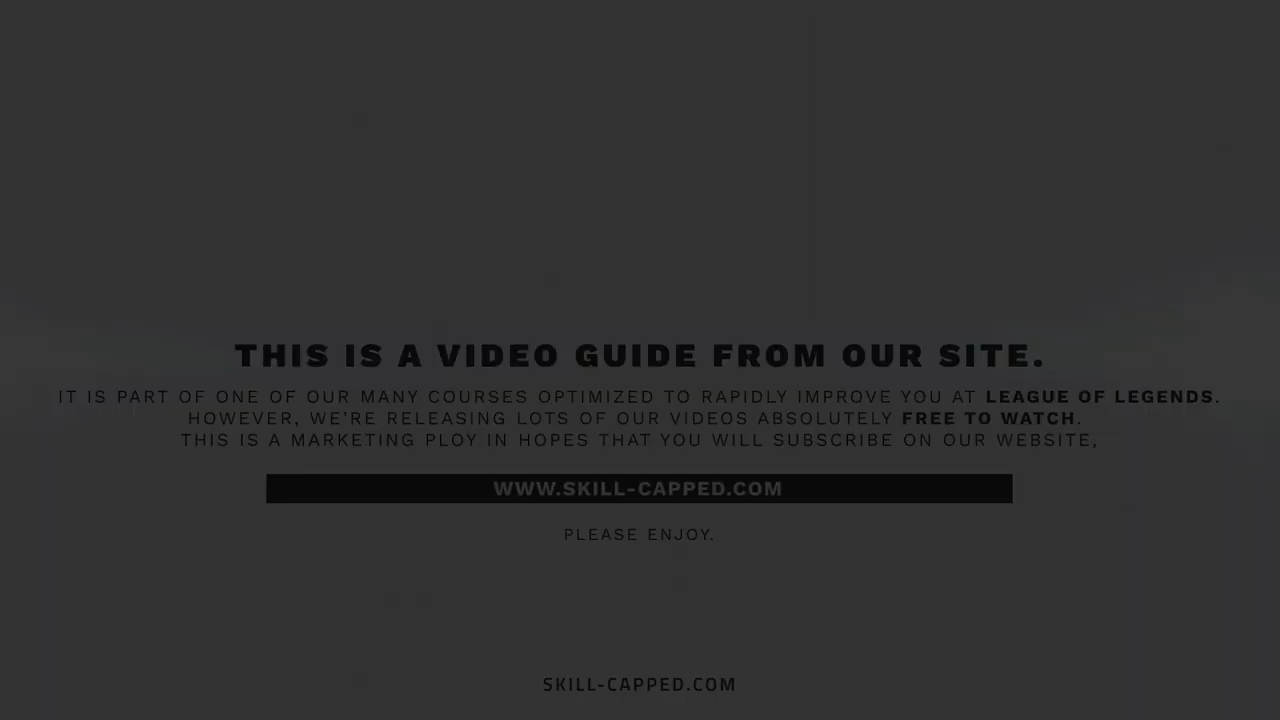 THIS IS A VIDEO GUIDE FROM OUR SITE.
IT IS PART OF ONE OF OUR MANY COURSES OPTIMIZED TO RAPIDLY IMPROVE YOU AT LEAGUE OF LEGENDS.
HOWEVER, WE'RE RELEASING LOTS OF OUR VIDEOS ABSOLUTELY FREE TO WATCH.
THIS IS A MARKETING PLOY IN HOPES THAT YOU WILL SUBSCRIBE ON OUR WEBSITE,
WWW.SKILL-CAPPED.COM
PLEASE ENJOY.
SKILL-CAPPED.COM